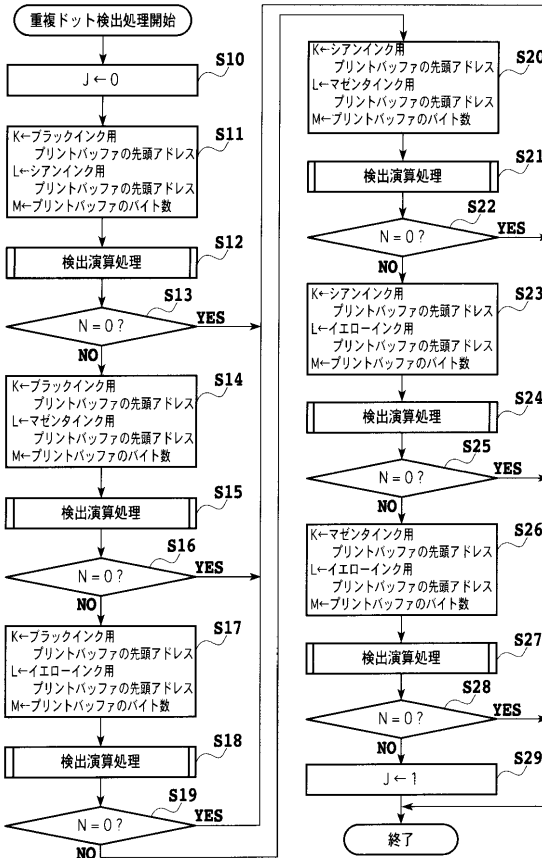 重複ドット検出処理開始
S10
J←0
S11
K←ブラックインク用
プリントバッファの先頭アドレス
L←シアンインク用
プリントバッファの先頭アドレス
M←プリントバッファのバイト数
S12
検出演算処理
S13
N=0?
YES
NO
S14
K←ブラックインク用
プリントバッファの先頭アドレス
L←マゼンタインク用
プリントバッファの先頭アドレス
M←プリントバッファのバイト数
S15
検出演算処理
S16
N=0?
YES
NO
S17
K←ブラックインク用
プリントバッファの先頭アドレス
L←イエローインク用
プリントバッファの先頭アドレス
M←プリントバッファのバイト数
S18
検出演算処理
S19
N=0?
YES
NO
S20
K←シアンインク用
プリントバッファの先頭アドレス
L←マゼンタインク用
プリントバッファの先頭アドレス
M←プリントバッファのバイト数
S21
検出演算処理
S22
N=0?
YES
NO
S23
K←シアンインク用
プリントバッファの先頭アドレス
L←イエローインク用
プリントバッファの先頭アドレス
M←プリントバッファのバイト数
S24
検出演算処理
S25
N=0?
YES
NO
S26
K←マゼンタインク用
プリントバッファの先頭アドレス
L←イエローインク用
プリントバッファの先頭アドレス
M←プリントバッファのバイト数
S27
検出演算処理
S28
N=0?
YES
NO
S29
J←1
終了